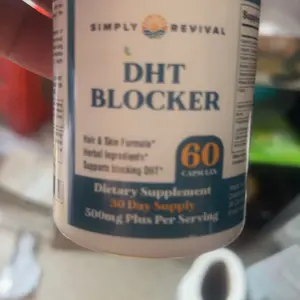 SIMPLY REVIVAL
DHT
BLOCKER
Hair & Skin Formula*
Herbal Ingredients*
Supports blocking DHT*
60
CAPSULES
Dietary Supplement
30 Day Supply
500mg Plus Per Serving